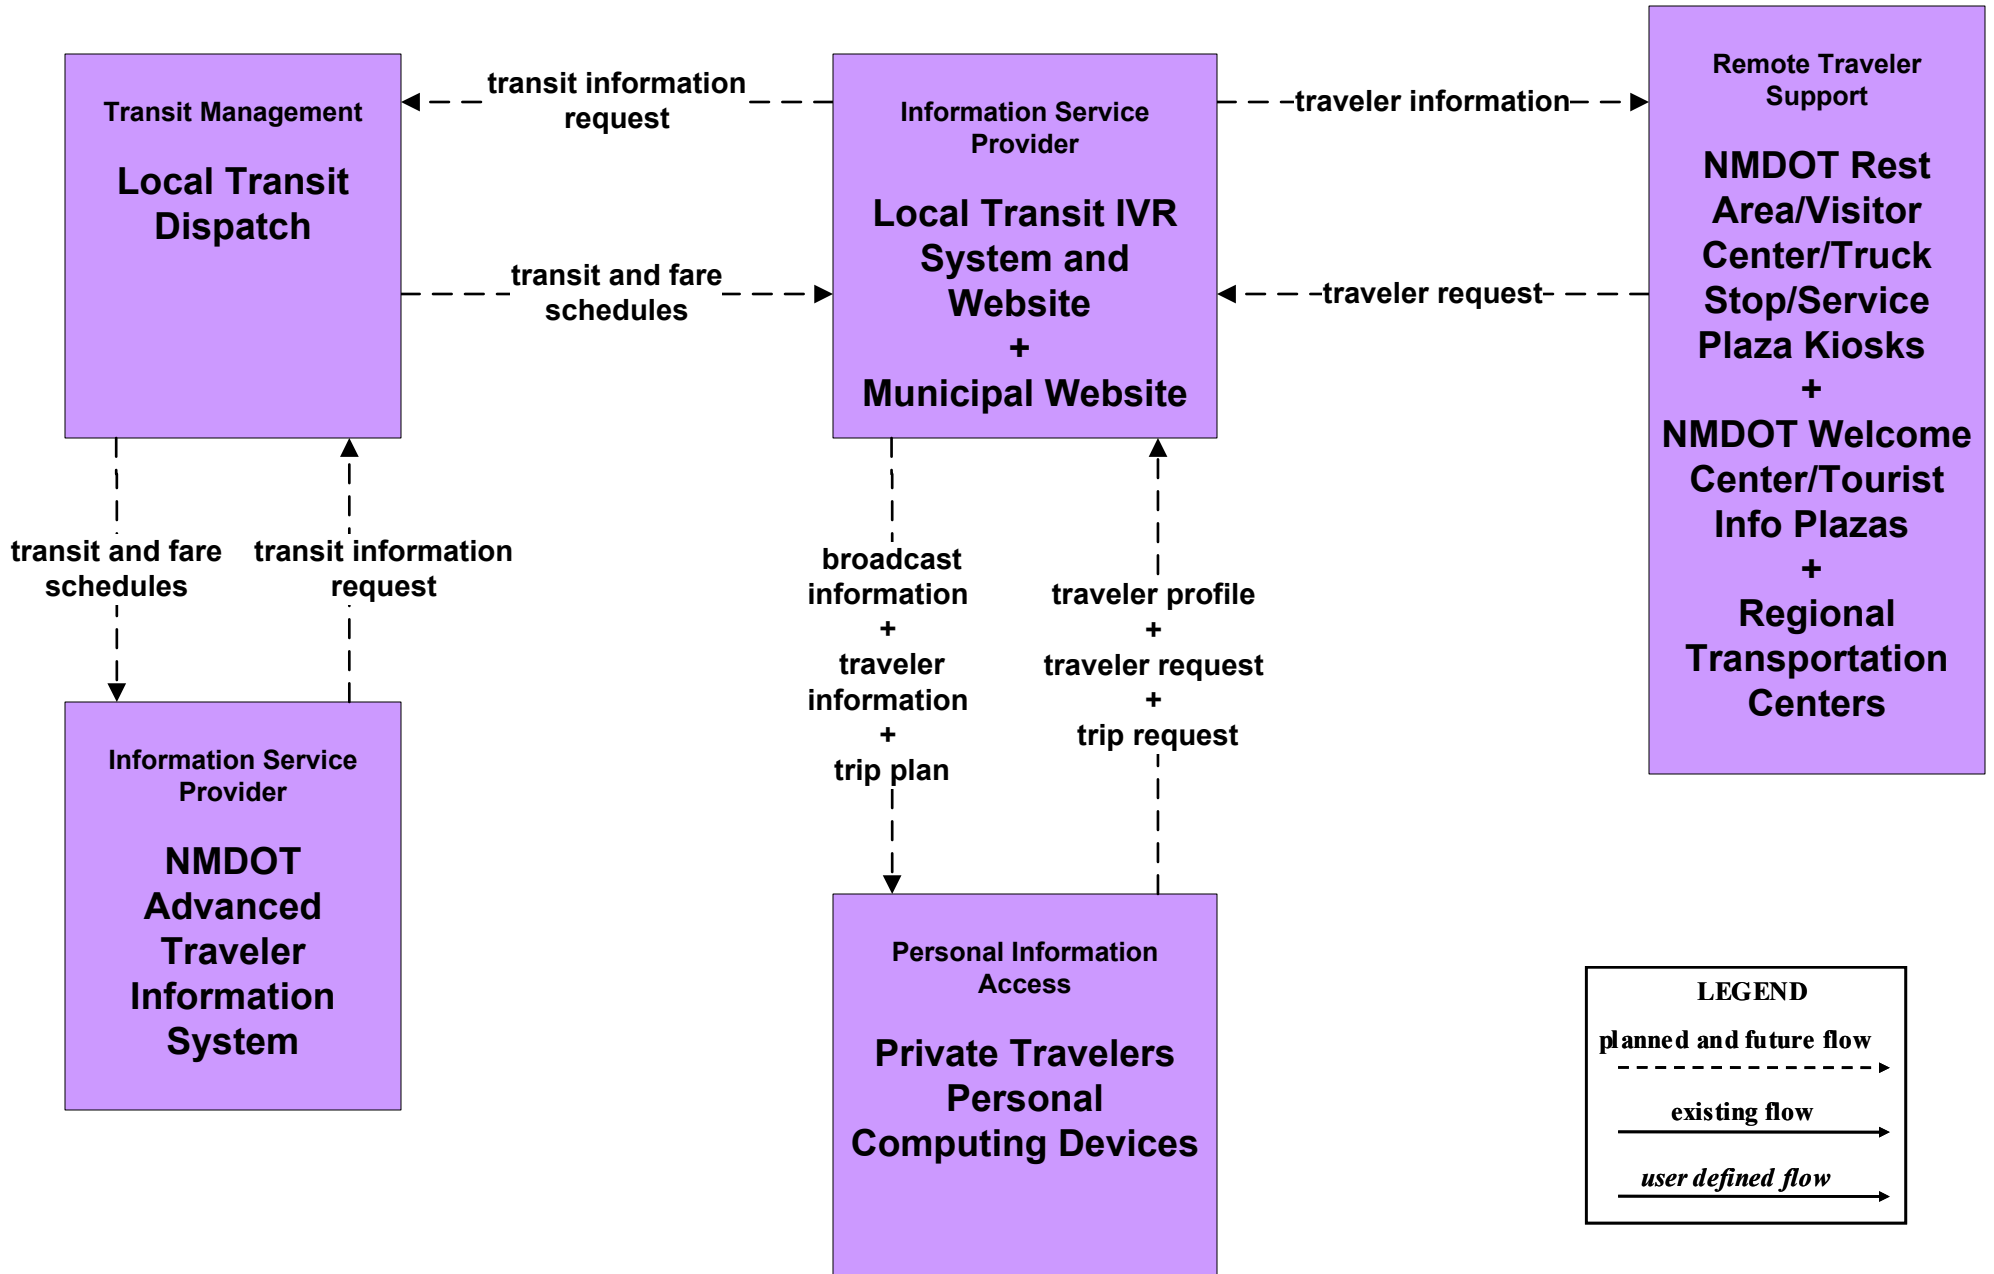 Transit Management
Local Transit
Dispatch
transit information
request
transit and fare
schedules
Information Service
Provider
Local Transit IVR
System and
Website
+
Municipal Website
traveler information
traveler request
Remote Traveler
Support
NMDOT Rest
Area/Visitor
Center/Truck
Stop/Service
Plaza Kiosks
+
NMDOT Welcome
Center/Tourist
Info Plazas
+
Regional
Transportation
Centers
transit and fare
schedules
transit information
request
broadcast
information
+
traveler
information
+
trip plan
traveler profile
+
traveler request
+
trip request
Information Service
Provider
NMDOT
Advanced
Traveler
Information
System
Personal Information
Access
Private Travelers
Personal
Computing Devices
LEGEND
planned and future flow
existing flow
user defined flow